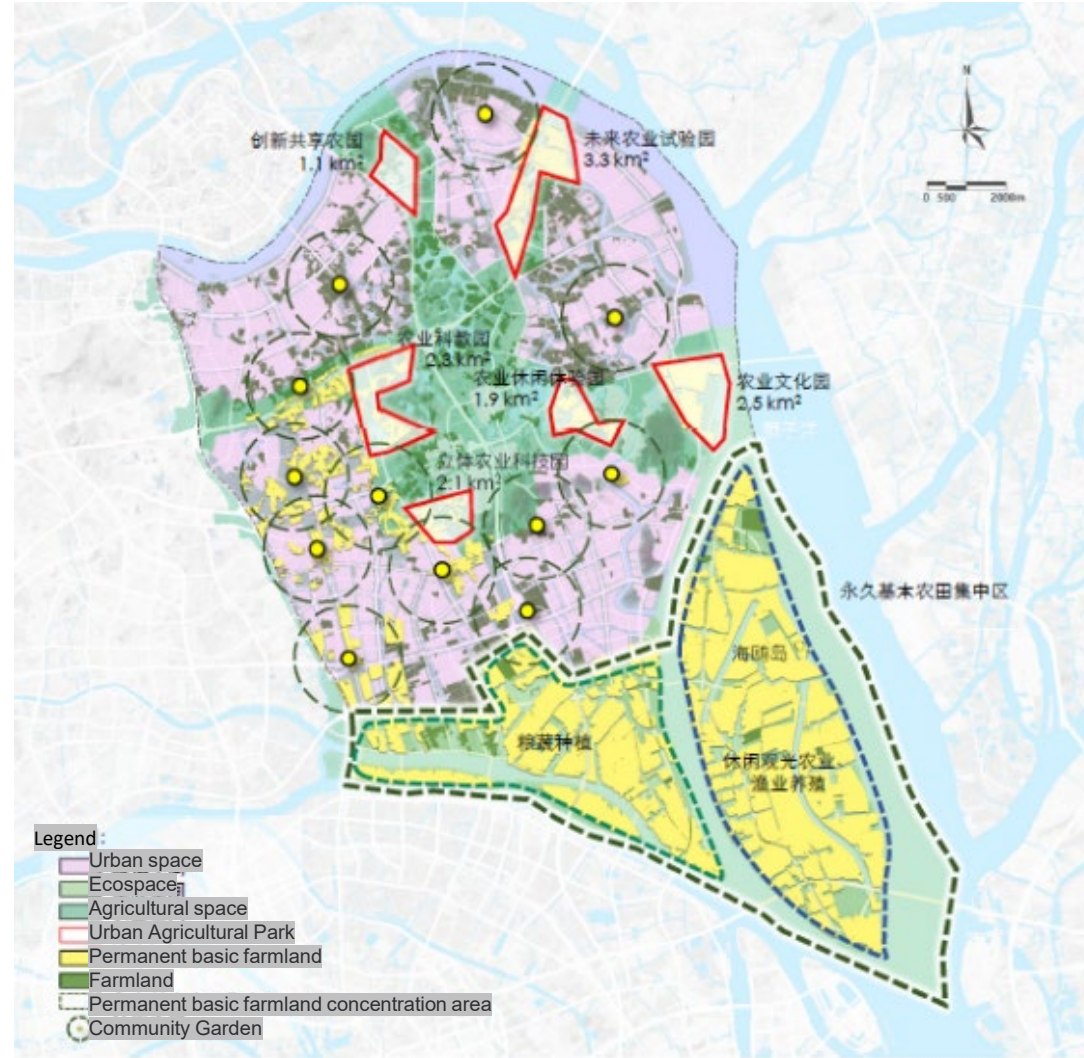 N
0 500 2000m
创新共享农园
1.1 km²
未来农业试验园
3.3 km²
农业科教园
2.3 km²
农业休闲体验园
1.9 km²
农业文化园
2.5 km²
立体农业科技园
2.1 km²
永久基本农田集中区
海鸥岛
粮蔬种植
休闲观光农业、
渔业养殖
Legend:
Urban space
Ecospace
Agricultural space
Urban Agricultural Park
Permanent basic farmland
Farmland
Permanent basic farmland concentration area
Community Garden